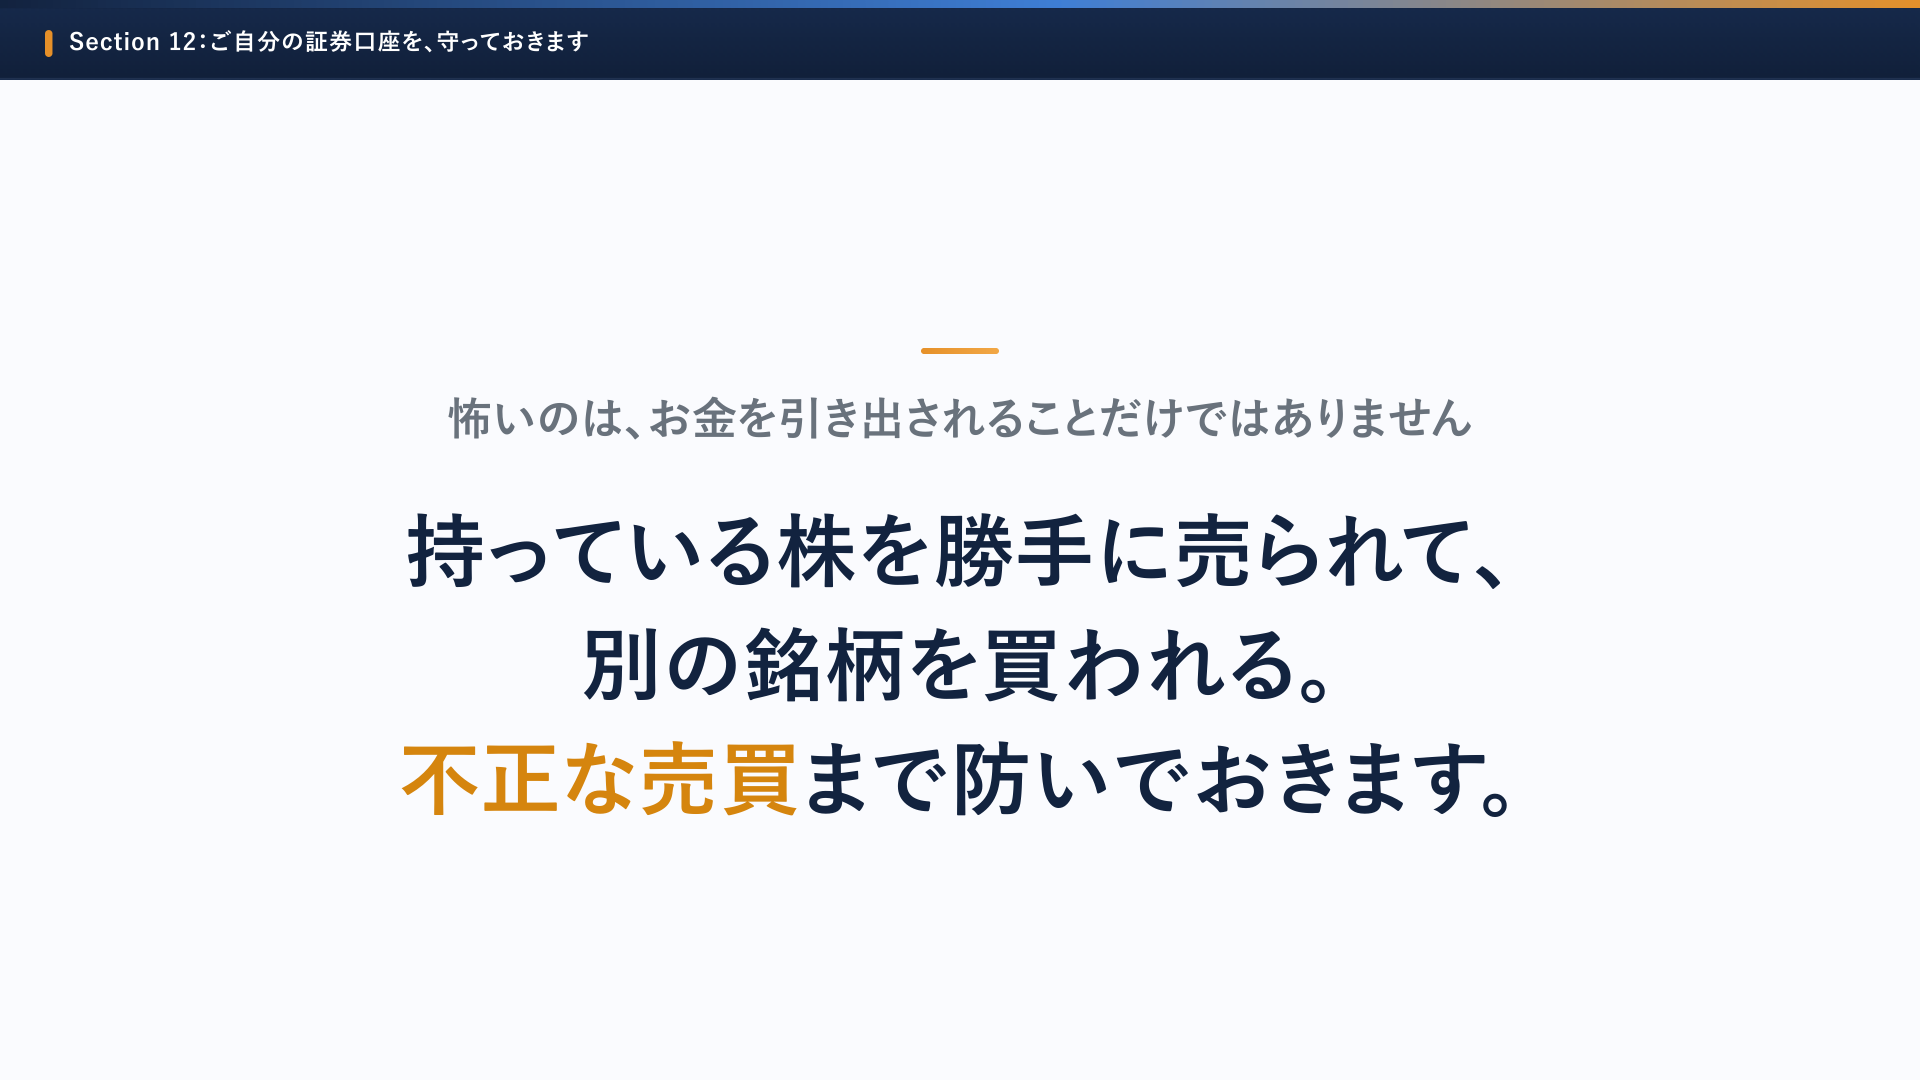 Section 12：ご自分の証券口座を、守っておきます
怖いのは、お金を引き出されることだけではありません
持っている株を勝手に売られて、
別の銘柄を買われる。
不正な売買まで防いでおきます。